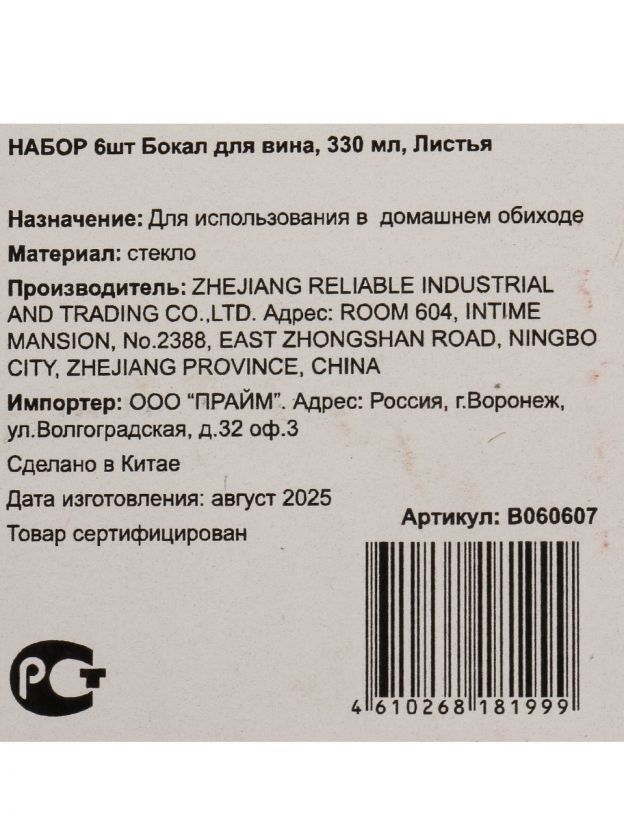 НАБОР 6шт Бокал для вина, 330 мл, Листья
Назначение: Для использования в домашнем обиходе
Материал: стекло
Производитель: ZHEJIANG RELIABLE INDUSTRIAL
AND TRADING CO.,LTD. Адрес: ROOM 604, INTIME
MANSION, No.2388, EAST ZHONGSHAN ROAD, NINGBO
CITY, ZHEJIANG PROVINCE, CHINA
Импортер: ООО “ПРАЙМ”. Адрес: Россия, г.Воронеж,
ул.Волгоградская, д.32 оф.3
Сделано в Китае
Дата изготовления: август 2025
Товар сертифицирован
Артикул: B060607
РСТ
4 610268 181999